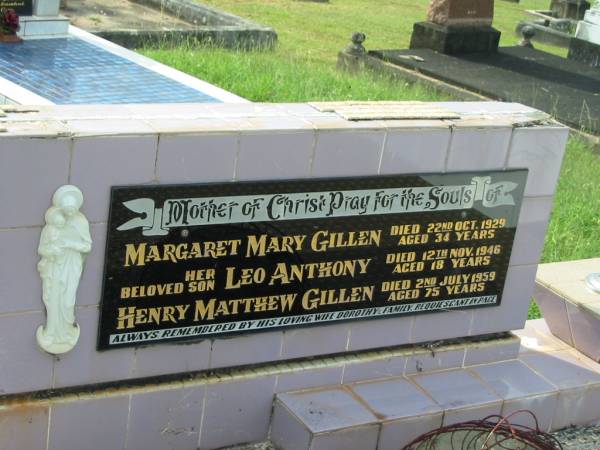 Mother of Christ Pray for the Souls of
MARGARET MARY GILLEN DIED 22ND OCT. 1929 AGED 34 YEARS
HER BELOVED SON LEO ANTHONY DIED 12TH NOV. 1946 AGED 18 YEARS
HENRY MATTHEW GILLEN DIED 2ND JULY 1959 AGED 75 YEARS
ALWAYS REMEMBERED BY HIS LOVING WIFE DOROTHY, FAMILY. REQUIESCANT IN PACE